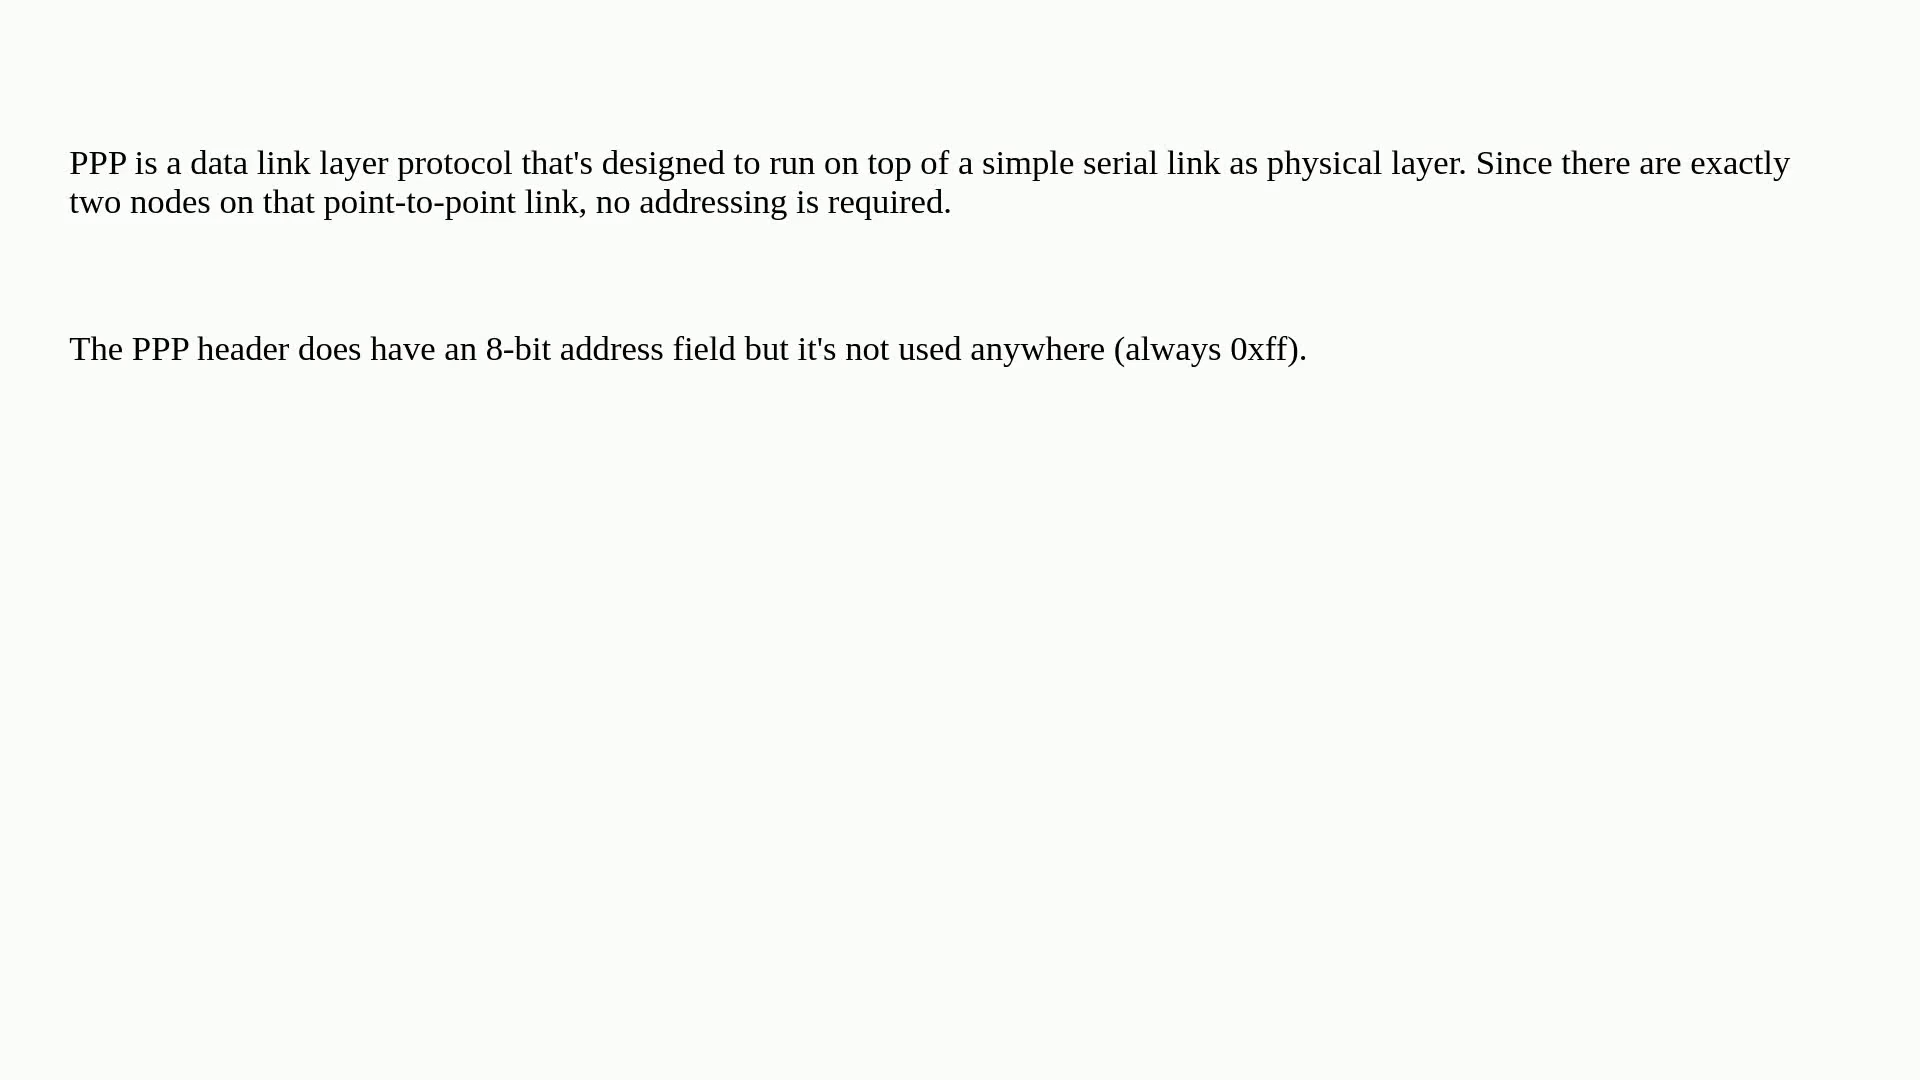 PPP is a data link layer protocol that's designed to run on top of a simple serial link as physical layer. Since there are exactly
two nodes on that point-to-point link, no addressing is required.
The PPP header does have an 8-bit address field but it's not used anywhere (always 0xff).